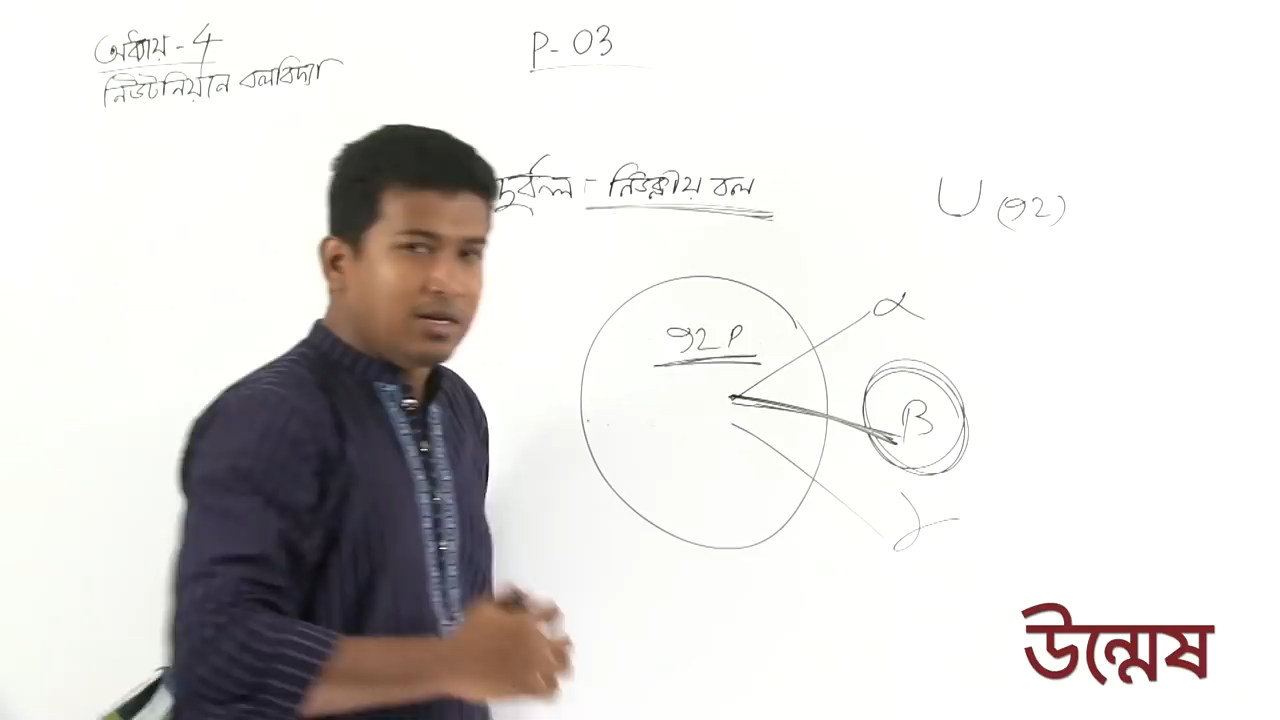 অধ্যায় - 4
নিউটনিয়ান বলবিদ্যা
P- 03
দুর্বল - নিউক্লীয় বল
U (92)
92 P
α
β
γ
উন্মেষ